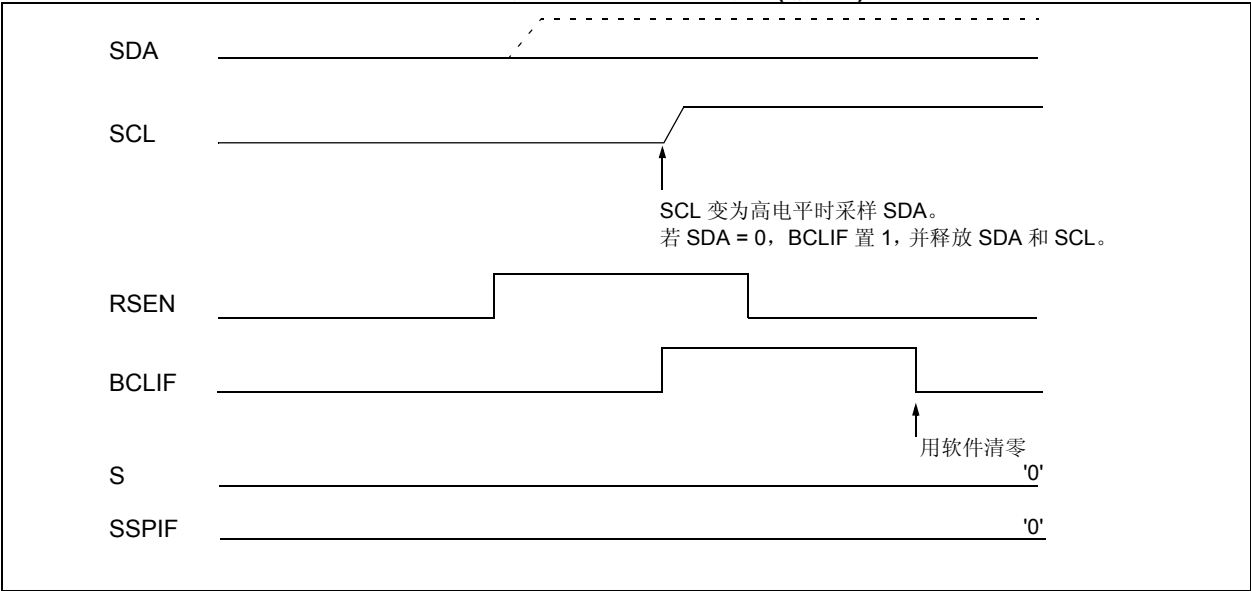 SDA
SCL
SCL 变为高电平时采样 SDA。
若 SDA = 0，BCLIF 置 1，并释放 SDA 和 SCL。
RSEN
BCLIF
用软件清零
S
'0'
SSPIF
'0'